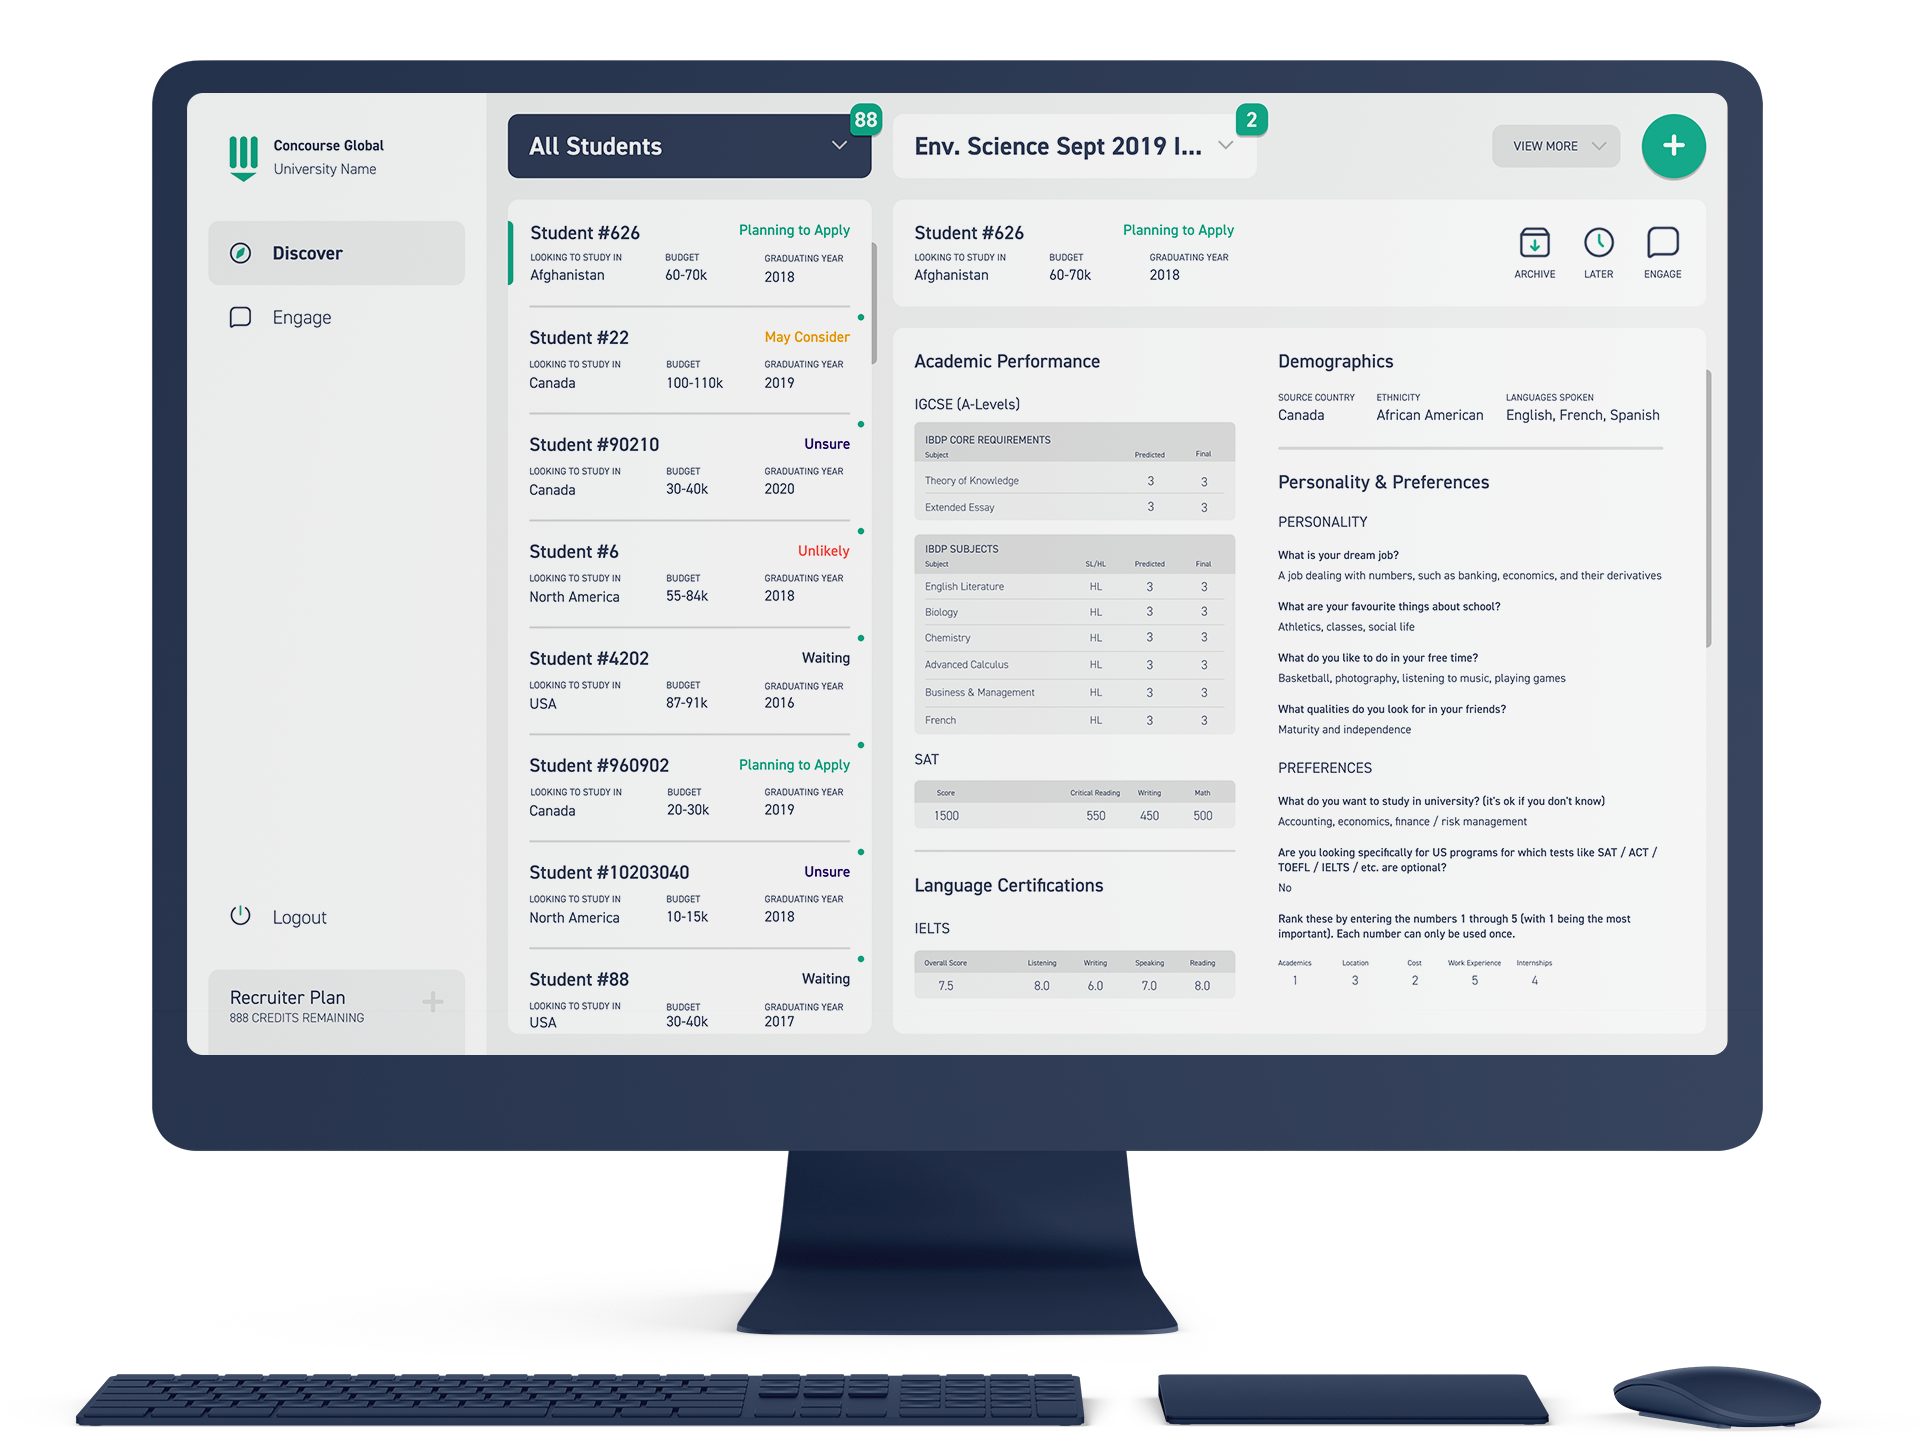 Concourse Global
University Name
Discover
Engage
Logout
Recruiter Plan
888 CREDITS REMAINING
All Students
88
Student #626
Planning to Apply
LOOKING TO STUDY IN BUDGET GRADUATING YEAR
Afghanistan 60-70k 2018
Student #22
May Consider
LOOKING TO STUDY IN BUDGET GRADUATING YEAR
Canada 100-110k 2019
Student #90210
Unsure
LOOKING TO STUDY IN BUDGET GRADUATING YEAR
Canada 30-40k 2020
Student #6
Unlikely
LOOKING TO STUDY IN BUDGET GRADUATING YEAR
North America 55-84k 2018
Student #4202
Waiting
LOOKING TO STUDY IN BUDGET GRADUATING YEAR
USA 87-91k 2016
Student #960902
Planning to Apply
LOOKING TO STUDY IN BUDGET GRADUATING YEAR
Canada 20-30k 2019
Student #10203040
Unsure
LOOKING TO STUDY IN BUDGET GRADUATING YEAR
North America 10-15k 2018
Student #88
Waiting
LOOKING TO STUDY IN BUDGET GRADUATING YEAR
USA 30-40k 2017
Env. Science Sept 2019 I...
2
VIEW MORE
Student #626
Planning to Apply
LOOKING TO STUDY IN BUDGET GRADUATING YEAR
Afghanistan 60-70k 2018
ARCHIVE LATER ENGAGE
Academic Performance
IGCSE (A-Levels)
IBDP CORE REQUIREMENTS
Subject Predicted Final
Theory of Knowledge 3 3
Extended Essay 3 3
IBDP SUBJECTS
Subject SL/HL Predicted Final
English Literature HL 3 3
Biology HL 3 3
Chemistry HL 3 3
Advanced Calculus HL 3 3
Business & Management HL 3 3
French HL 3 3
SAT
Score Critical Reading Writing Math
1500 550 450 500
Language Certifications
IELTS
Overall Score Listening Writing Speaking Reading
7.5 8.0 6.0 7.0 8.0
Demographics
SOURCE COUNTRY ETHNICITY LANGUAGES SPOKEN
Canada African American English, French, Spanish
Personality & Preferences
PERSONALITY
What is your dream job?
A job dealing with numbers, such as banking, economics, and their derivatives
What are your favourite things about school?
Athletics, classes, social life
What do you like to do in your free time?
Basketball, photography, listening to music, playing games
What qualities do you look for in your friends?
Maturity and independence
PREFERENCES
What do you want to study in university? (it's ok if you don't know)
Accounting, economics, finance / risk management
Are you looking specifically for US programs for which tests like SAT / ACT /
TOEFL / IELTS / etc. are optional?
No
Rank these by entering the numbers 1 through 5 (with 1 being the most
important). Each number can only be used once.
Academics Location Cost Work Experience Internships
1 3 2 5 4